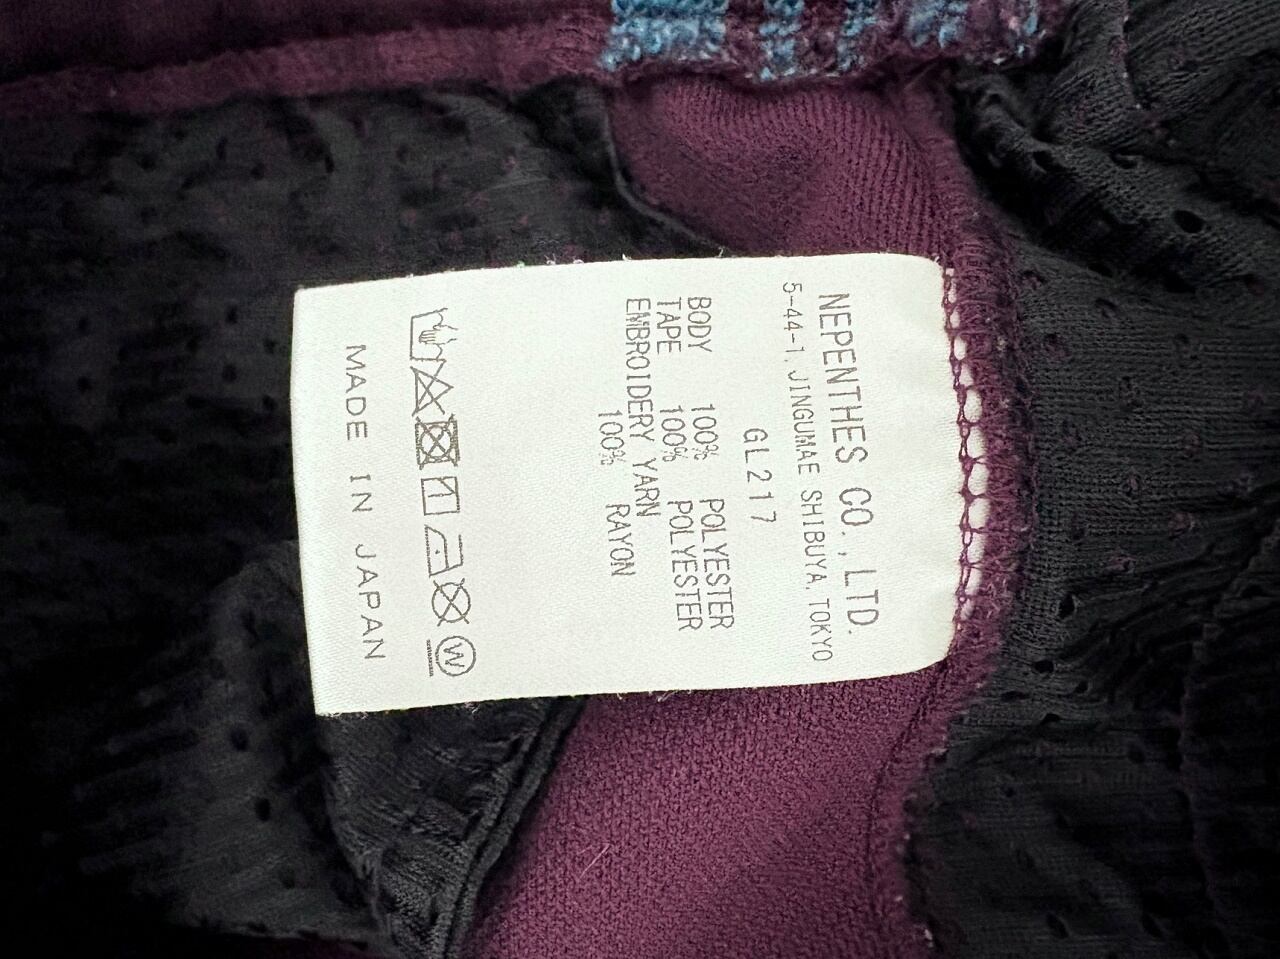 NEPENTHES CO.,LTD.
5-44-1, JINGUMAE SHIBUYA, TOKYO
GL217
BODY 100% POLYESTER
TAPE 100% POLYESTER
EMBROIDERY YARN
100% RAYON
W
MADE IN JAPAN